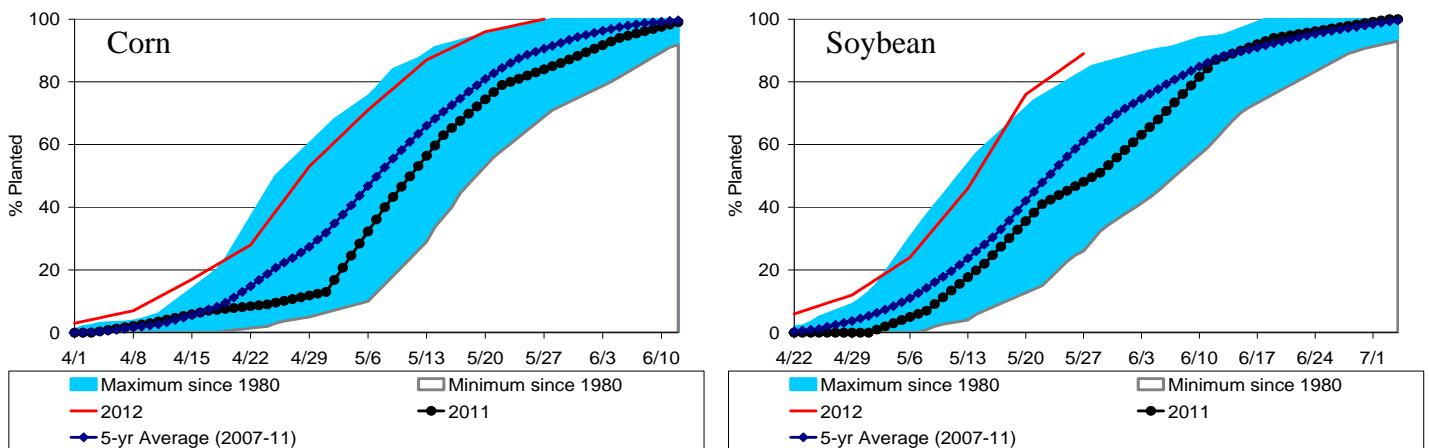 Corn
% Planted
100
80
60
40
20
0
4/1 4/8 4/15 4/22 4/29 5/6 5/13 5/20 5/27 6/3 6/10
Maximum since 1980 Minimum since 1980
2012 2011
5-yr Average (2007-11)
Soybean
% Planted
100
80
60
40
20
0
4/22 4/29 5/6 5/13 5/20 5/27 6/3 6/10 6/17 6/24 7/1
Maximum since 1980 Minimum since 1980
2012 2011
5-yr Average (2007-11)